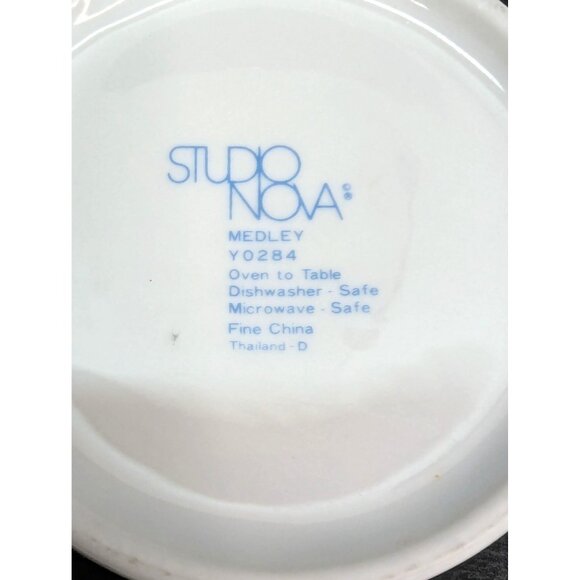 STUDIO
NOVA ©®
MEDLEY
Y0284
Oven to Table
Dishwasher - Safe
Microwave - Safe
Fine China
Thailand - D